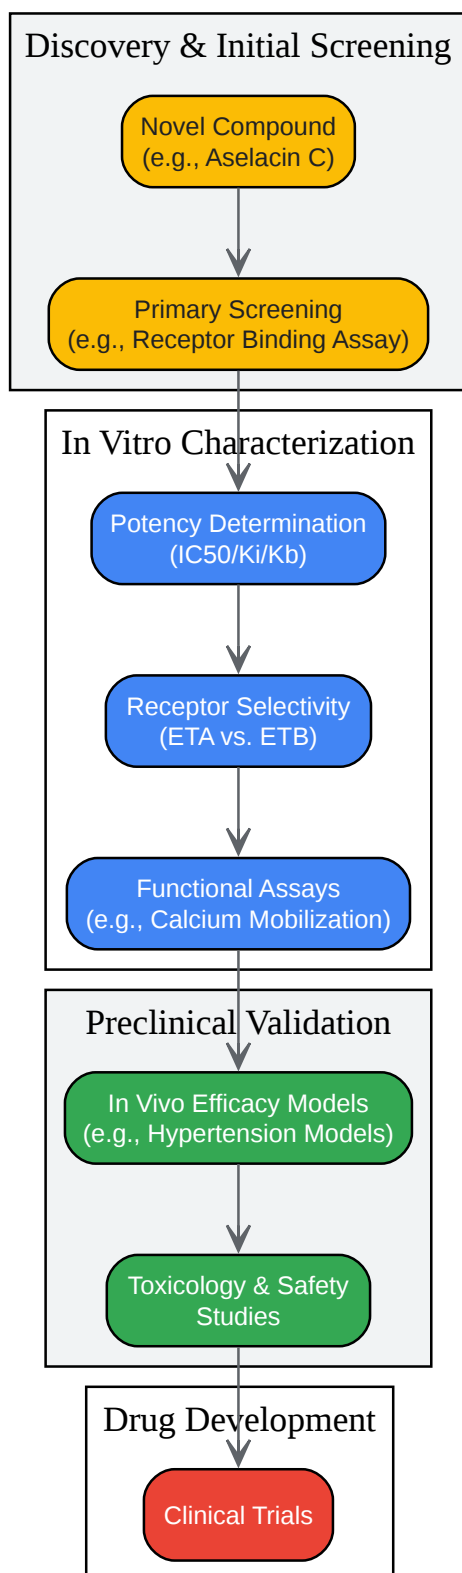 Discovery & Initial Screening
Novel Compound
(e.g., Aselacin C)
Primary Screening
(e.g., Receptor Binding Assay)
In Vitro Characterization
Potency Determination
(IC50/Ki/Kb)
Receptor Selectivity
(ETA vs. ETB)
Functional Assays
(e.g., Calcium Mobilization)
Preclinical Validation
In Vivo Efficacy Models
(e.g., Hypertension Models)
Toxicology & Safety
Studies
Drug Development
Clinical Trials